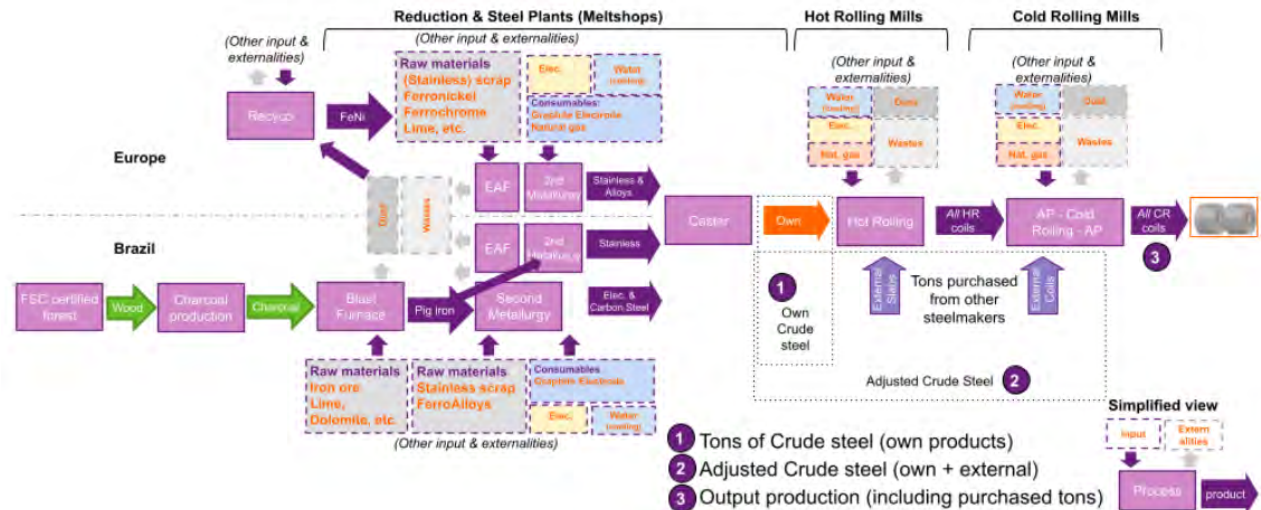 Reduction & Steel Plants (Meltshops)
Hot Rolling Mills
Cold Rolling Mills
(Other input &
externalities)
(Other input & externalities)
(Other input &
externalities)
(Other input &
externalities)
Raw materials
(Stainless) scrap
Ferronickel
Ferrochrome
Lime, etc.
Elec.
Water
(cooling)
Consumables:
Graphite Electrode
Natural gas
Water
(cooling)
Dust
Elec.
Wastes
Nat. gas
Water
(cooling)
Dust
Elec.
Wastes
Nat. gas
Recyco
FeNi
Europe
Dust
Wastes
EAF
2nd
Metallurgy
Stainless &
Alloys
Caster
Own
Hot Rolling
All HR
coils
AP - Cold
Rolling - AP
All CR
coils
3
Brazil
EAF
2nd
Metallurgy
Stainless
FSC certified
forest
Wood
Charcoal
production
Charcoal
Blast
Furnace
Pig Iron
Second
Metallurgy
Elec. &
Carbon Steel
1
Own
Crude
steel
External
Slabs
Tons purchased
from other
steelmakers
External
Coils
Adjusted Crude Steel 2
Raw materials
Iron ore
Lime,
Dolomite, etc.
Raw materials
Stainless scrap
FerroAlloys
Consumables
Graphite Electrode
Elec.
Water
(cooling)
(Other input & externalities)
1 Tons of Crude steel (own products)
2 Adjusted Crude steel (own + external)
3 Output production (including purchased tons)
Simplified view
Input
Extern
alities
Process
product